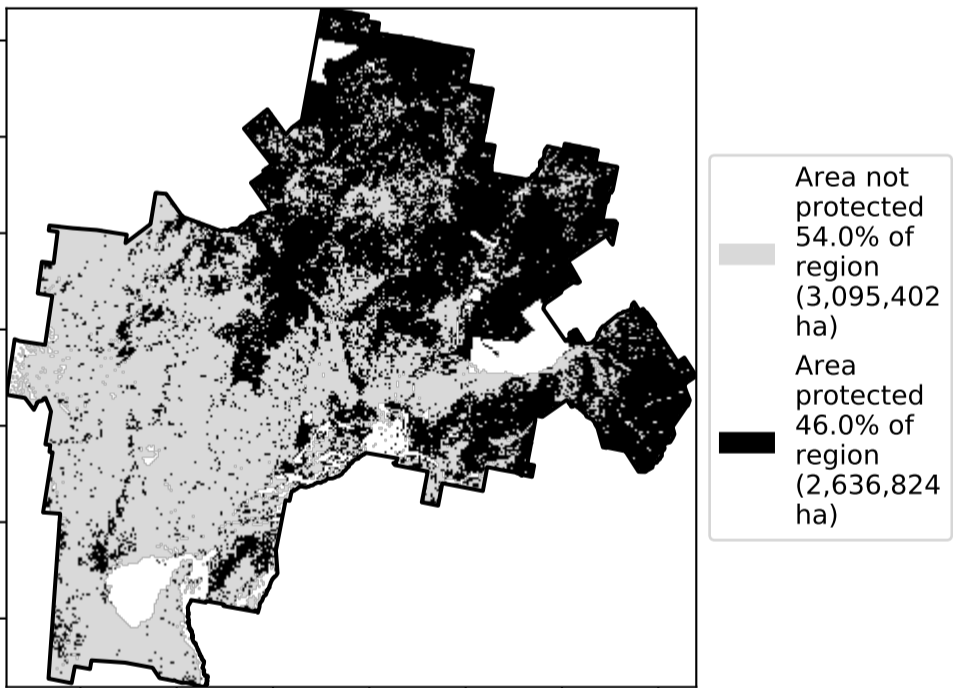 Area not
protected
54.0% of
region
(3,095,402
ha)
Area
protected
46.0% of
region
(2,636,824
ha)